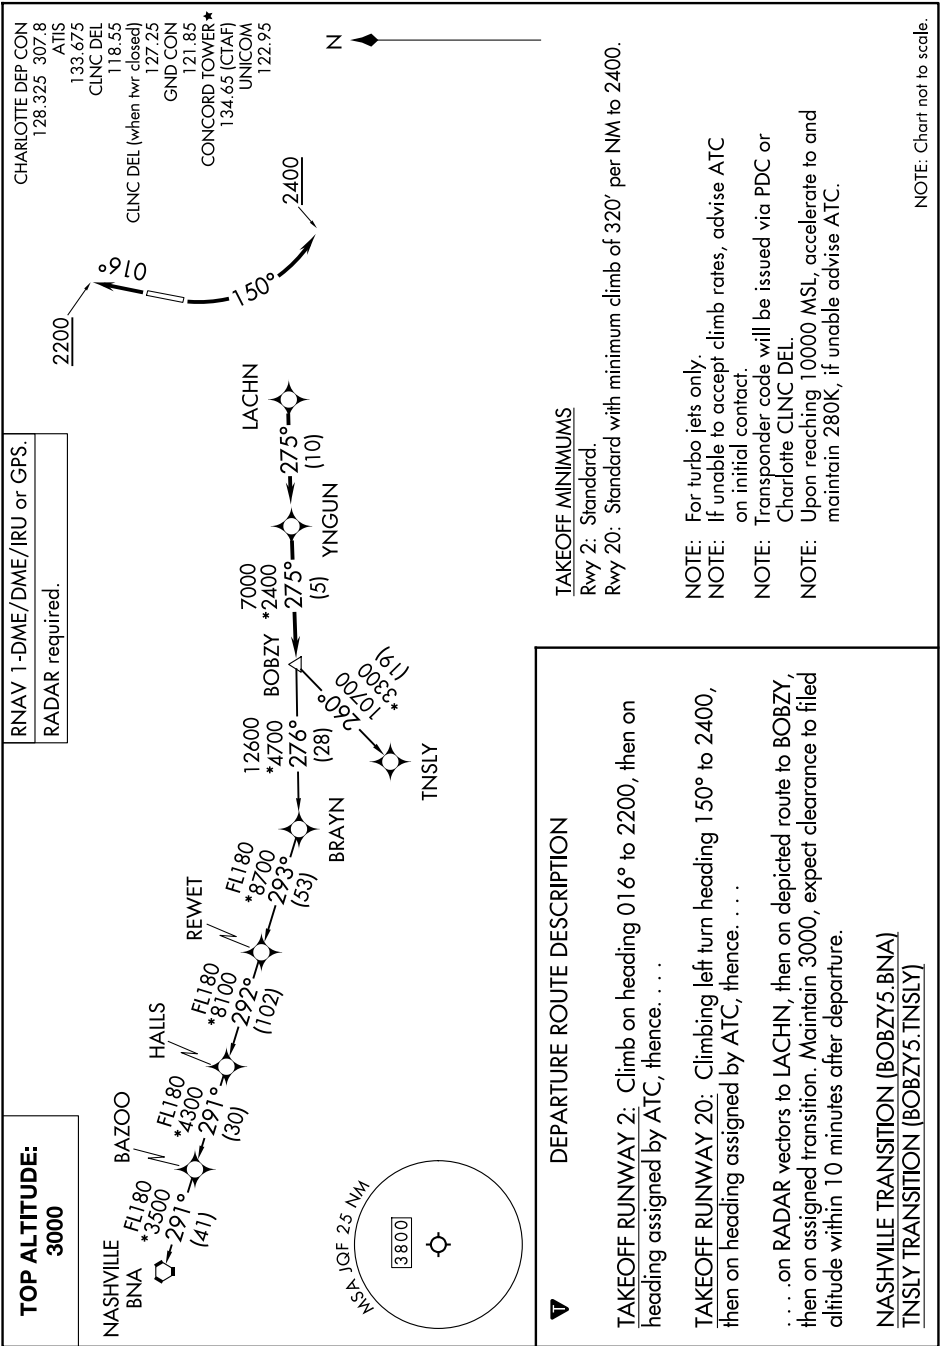 TOP ALTITUDE:
3000
RNAV 1-DME/DME/IRU or GPS.
RADAR required.
CHARLOTTE DEP CON
128.325 307.8
ATIS
133.675
CLNC DEL
118.55
CLNC DEL (when twr closed)
127.25
GND CON
121.85
CONCORD TOWER★
134.65 (CTAF)
UNICOM
122.95
N
2200
016°
150°
2400
NASHVILLE
BNA
FL180
*3500
291°
(41)
BAZOO
FL180
*4300
291°
(30)
HALLS
FL180
*8100
292°
(102)
REWET
FL180
*8700
293°
(53)
BRAYN
12600
*4700
276°
(28)
BOBZY
7000
*2400
275°
(5)
YNGUN
275°
(10)
LACHN
260°
10700
*3300
(19)
TNSLY
MSA JQF 25 NM
3800
TAKEOFF MINIMUMS
Rwy 2: Standard.
Rwy 20: Standard with minimum climb of 320' per NM to 2400.
NOTE: For turbo jets only.
NOTE: If unable to accept climb rates, advise ATC
on initial contact.
NOTE: Transponder code will be issued via PDC or
Charlotte CLNC DEL.
NOTE: Upon reaching 10000 MSL, accelerate to and
maintain 280K, if unable advise ATC.
NOTE: Chart not to scale.
T
DEPARTURE ROUTE DESCRIPTION
TAKEOFF RUNWAY 2: Climb on heading 016° to 2200, then on
heading assigned by ATC, thence. . . .
TAKEOFF RUNWAY 20: Climbing left turn heading 150° to 2400,
then on heading assigned by ATC, thence. . . .
. . . .on RADAR vectors to LACHN, then on depicted route to BOBZY,
then on assigned transition. Maintain 3000, expect clearance to filed
altitude within 10 minutes after departure.
NASHVILLE TRANSITION (BOBZY5.BNA)
TNSLY TRANSITION (BOBZY5.TNSLY)